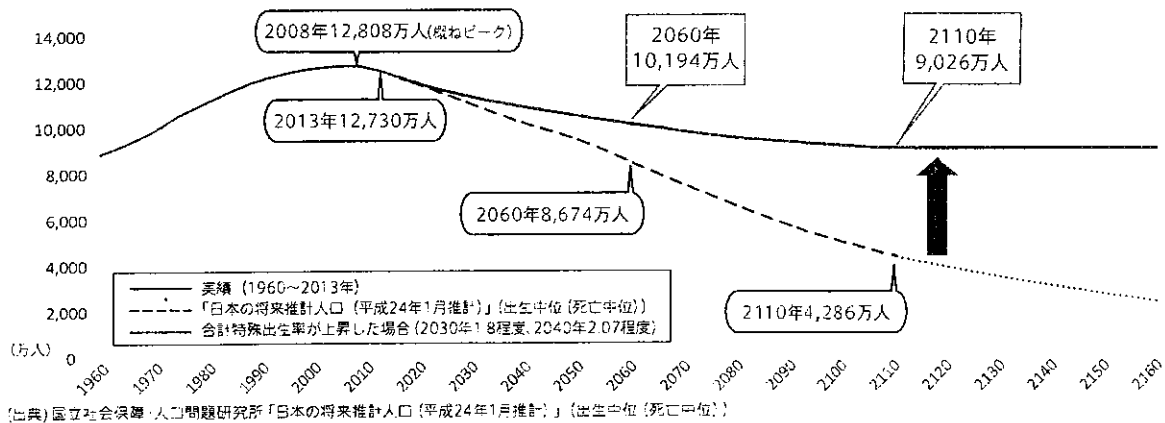 14,000
12,000
10,000
8,000
6,000
4,000
2,000
(万人)
0
2008年12,808万人(概ねピーク)
2013年12,730万人
2060年
10,194万人
2110年
9,026万人
2060年8,674万人
2110年4,286万人
実績 (1960~2013年)
「日本の将来推計人口 (平成24年1月推計)」(出生中位 (死亡中位))
合計特殊出生率が上昇した場合 (2030年1.8程度、2040年2.07程度)
1960 1970 1980 1990 2000 2010 2020 2030 2040 2050 2060 2070 2080 2090 2100 2110 2120 2130 2140 2150 2160
(出典) 国立社会保障・人口問題研究所「日本の将来推計人口 (平成24年1月推計)」(出生中位 (死亡中位))